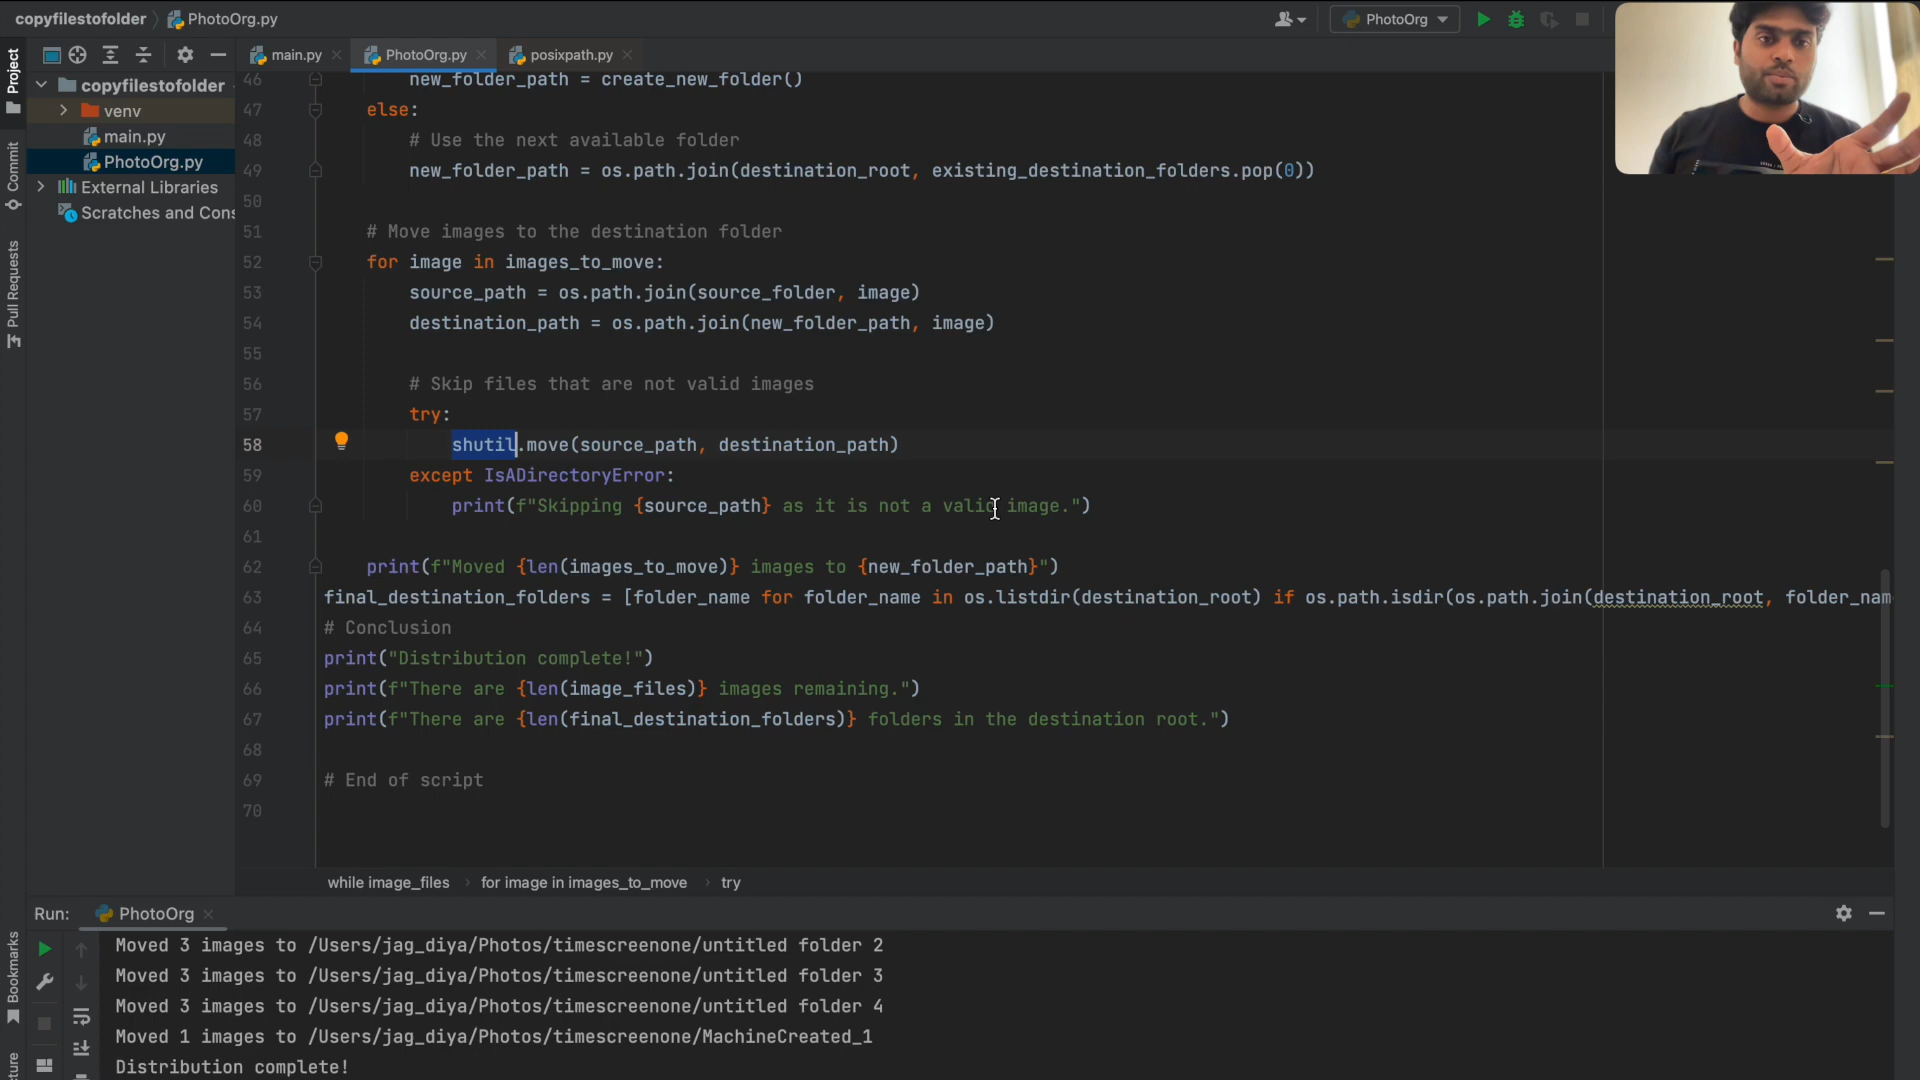 copyfilestofolder PhotoOrg.py
PhotoOrg
Project
main.py
PhotoOrg.py
posixpath.py
copyfilestofolder
venv
main.py
PhotoOrg.py
External Libraries
Scratches and Cons
Commit
Pull Requests
Bookmarks
46 new_folder_path = create_new_folder()
47 else:
48 # Use the next available folder
49 new_folder_path = os.path.join(destination_root, existing_destination_folders.pop(0))
50
51 # Move images to the destination folder
52 for image in images_to_move:
53 source_path = os.path.join(source_folder, image)
54 destination_path = os.path.join(new_folder_path, image)
55
56 # Skip files that are not valid images
57 try:
58 shutil.move(source_path, destination_path)
59 except IsADirectoryError:
60 print(f"Skipping {source_path} as it is not a valid image.")
61
62 print(f"Moved {len(images_to_move)} images to {new_folder_path}")
63 final_destination_folders = [folder_name for folder_name in os.listdir(destination_root) if os.path.isdir(os.path.join(destination_root, folder_nam
64 # Conclusion
65 print("Distribution complete!")
66 print(f"There are {len(image_files)} images remaining.")
67 print(f"There are {len(final_destination_folders)} folders in the destination root.")
68
69 # End of script
70
while image_files for image in images_to_move try
Run: PhotoOrg
Moved 3 images to /Users/jag_diya/Photos/timescreenone/untitled folder 2
Moved 3 images to /Users/jag_diya/Photos/timescreenone/untitled folder 3
Moved 3 images to /Users/jag_diya/Photos/timescreenone/untitled folder 4
Moved 1 images to /Users/jag_diya/Photos/timescreenone/MachineCreated_1
Distribution complete!